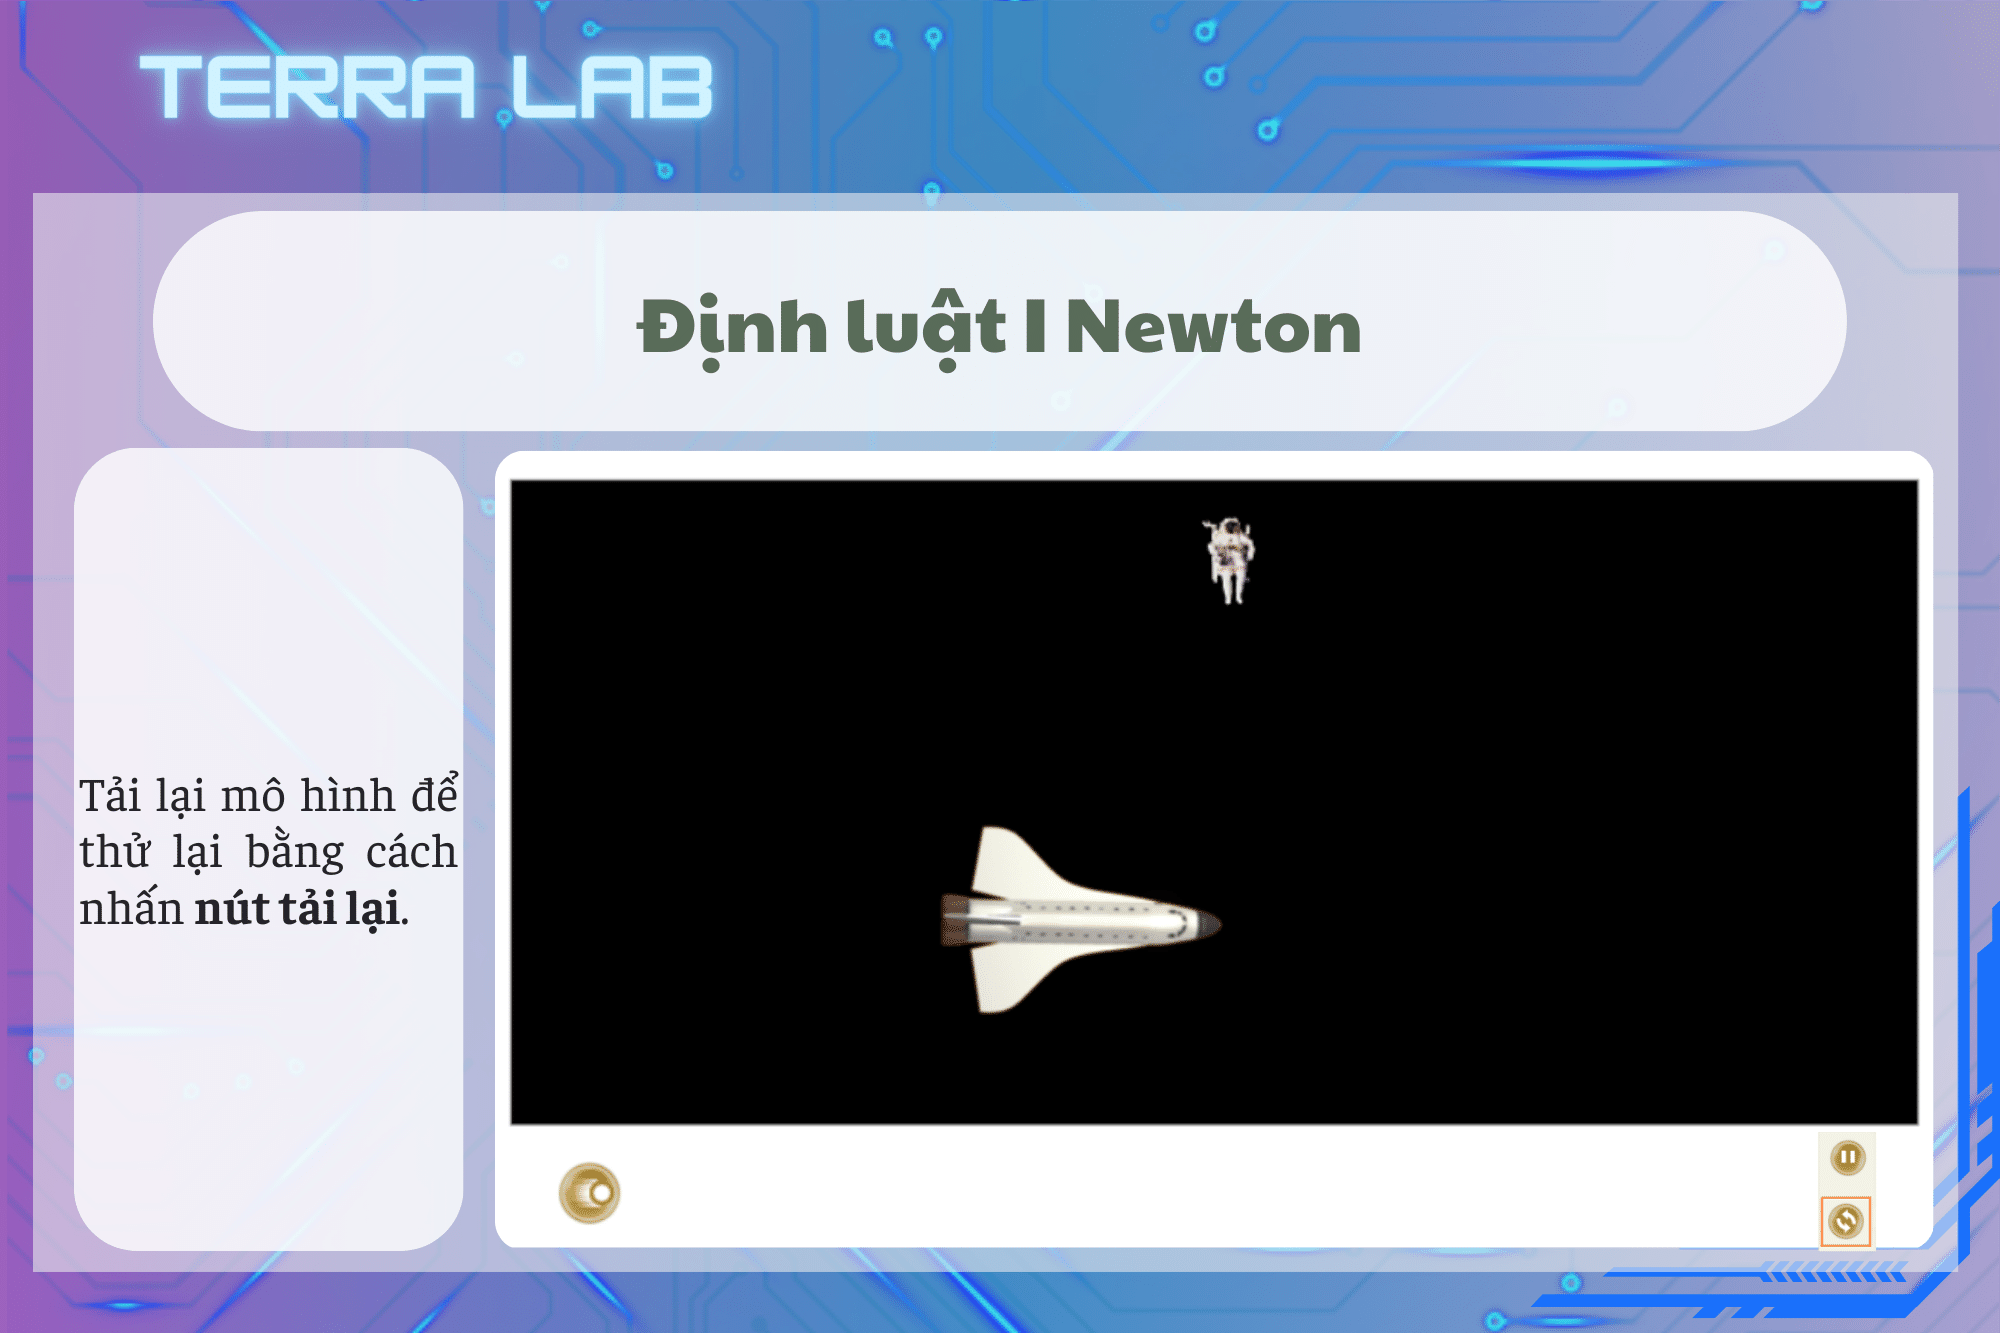 TERRA LAB
Định luật I Newton
Tải lại mô hình để
thử lại bằng cách
nhấn nút tải lại.